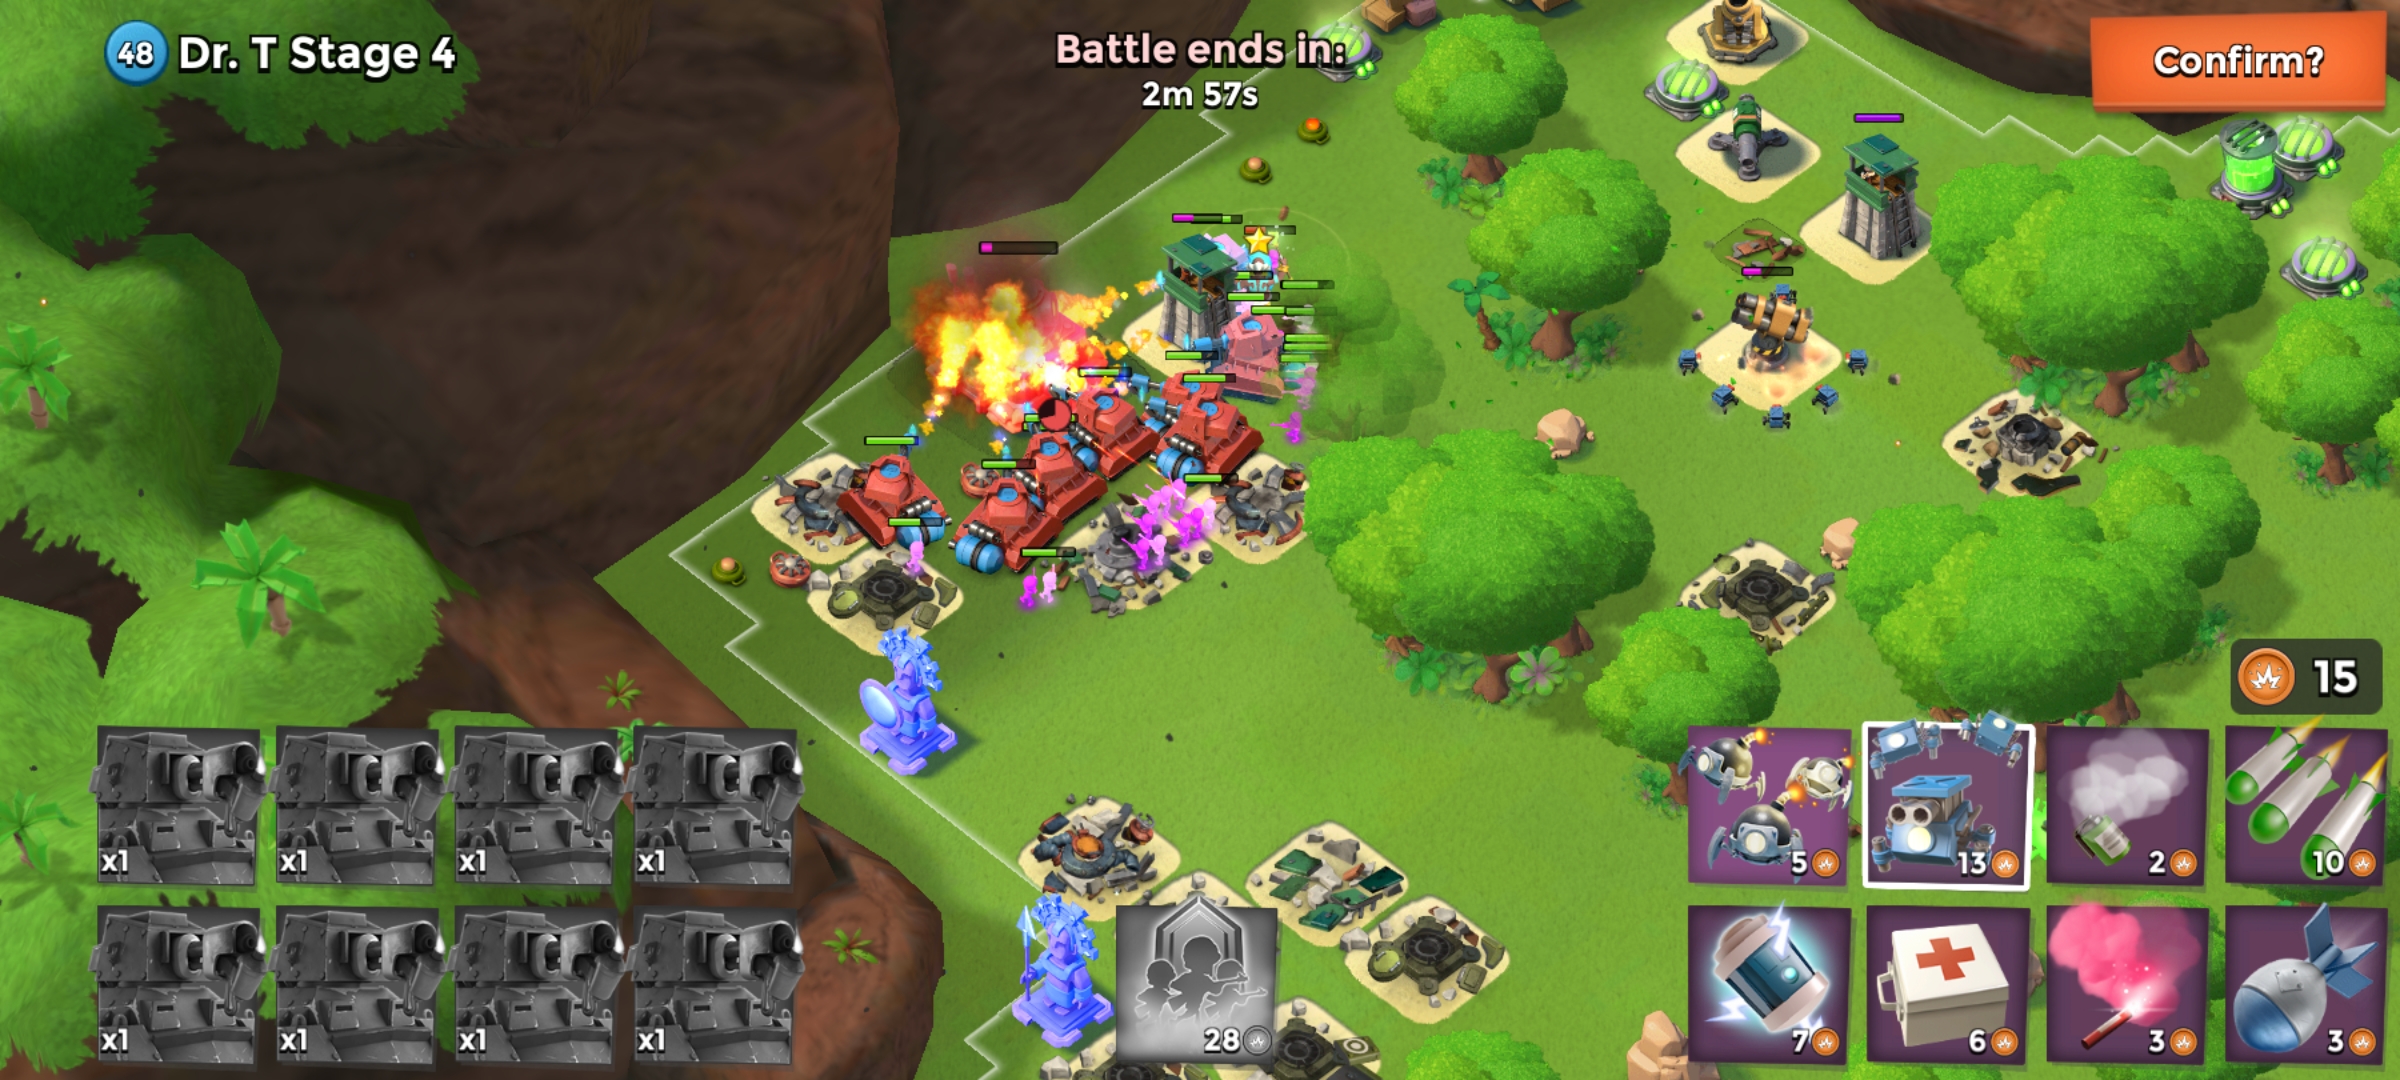 48 Dr. T Stage 4
Battle ends in:
2m 57s
Confirm?
15
x1 x1 x1 x1
5 13 2 10
x1 x1 x1 x1
28
7 6 3 3